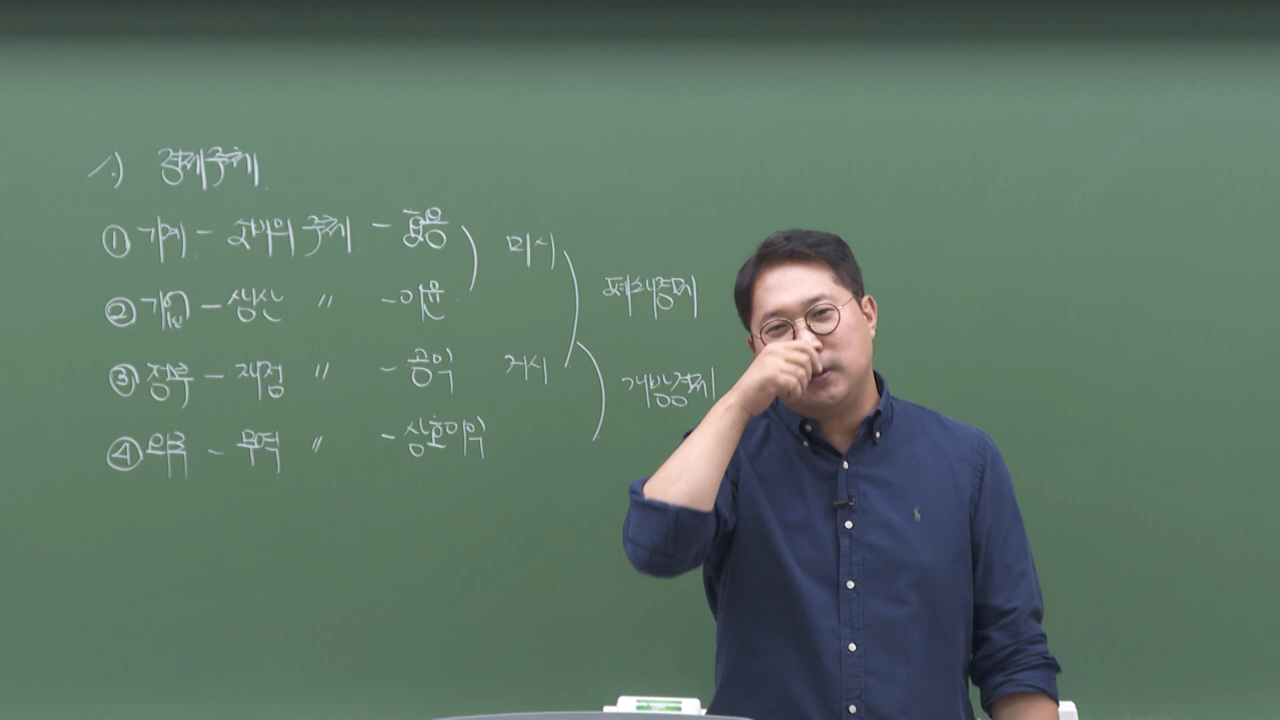 1) 경제주체
① 가계 - 소비의 주체 - 효용 ) 미시
② 기업 - 생산 〃 - 이윤 폐쇄경제
③ 정부 - 재정 〃 - 공익 거시 개방경제
④ 외국 - 무역 〃 - 상호이익